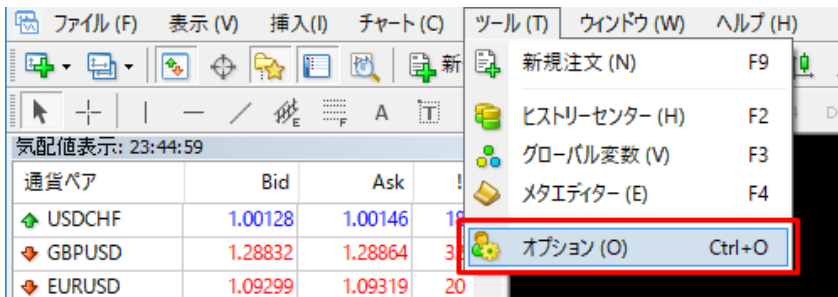 ファイル (F) 表示 (V) 挿入(I) チャート (C) ツール (T) ウィンドウ (W) ヘルプ (H)
新
新規注文 (N) F9
ヒストリーセンター (H) F2
グローバル変数 (V) F3
メタエディター (E) F4
オプション (O) Ctrl+O
E F A T
気配値表示: 23:44:59
通貨ペア Bid Ask !
USDCHF 1.00128 1.00146 18
GBPUSD 1.28832 1.28864 32
EURUSD 1.09299 1.09319 20